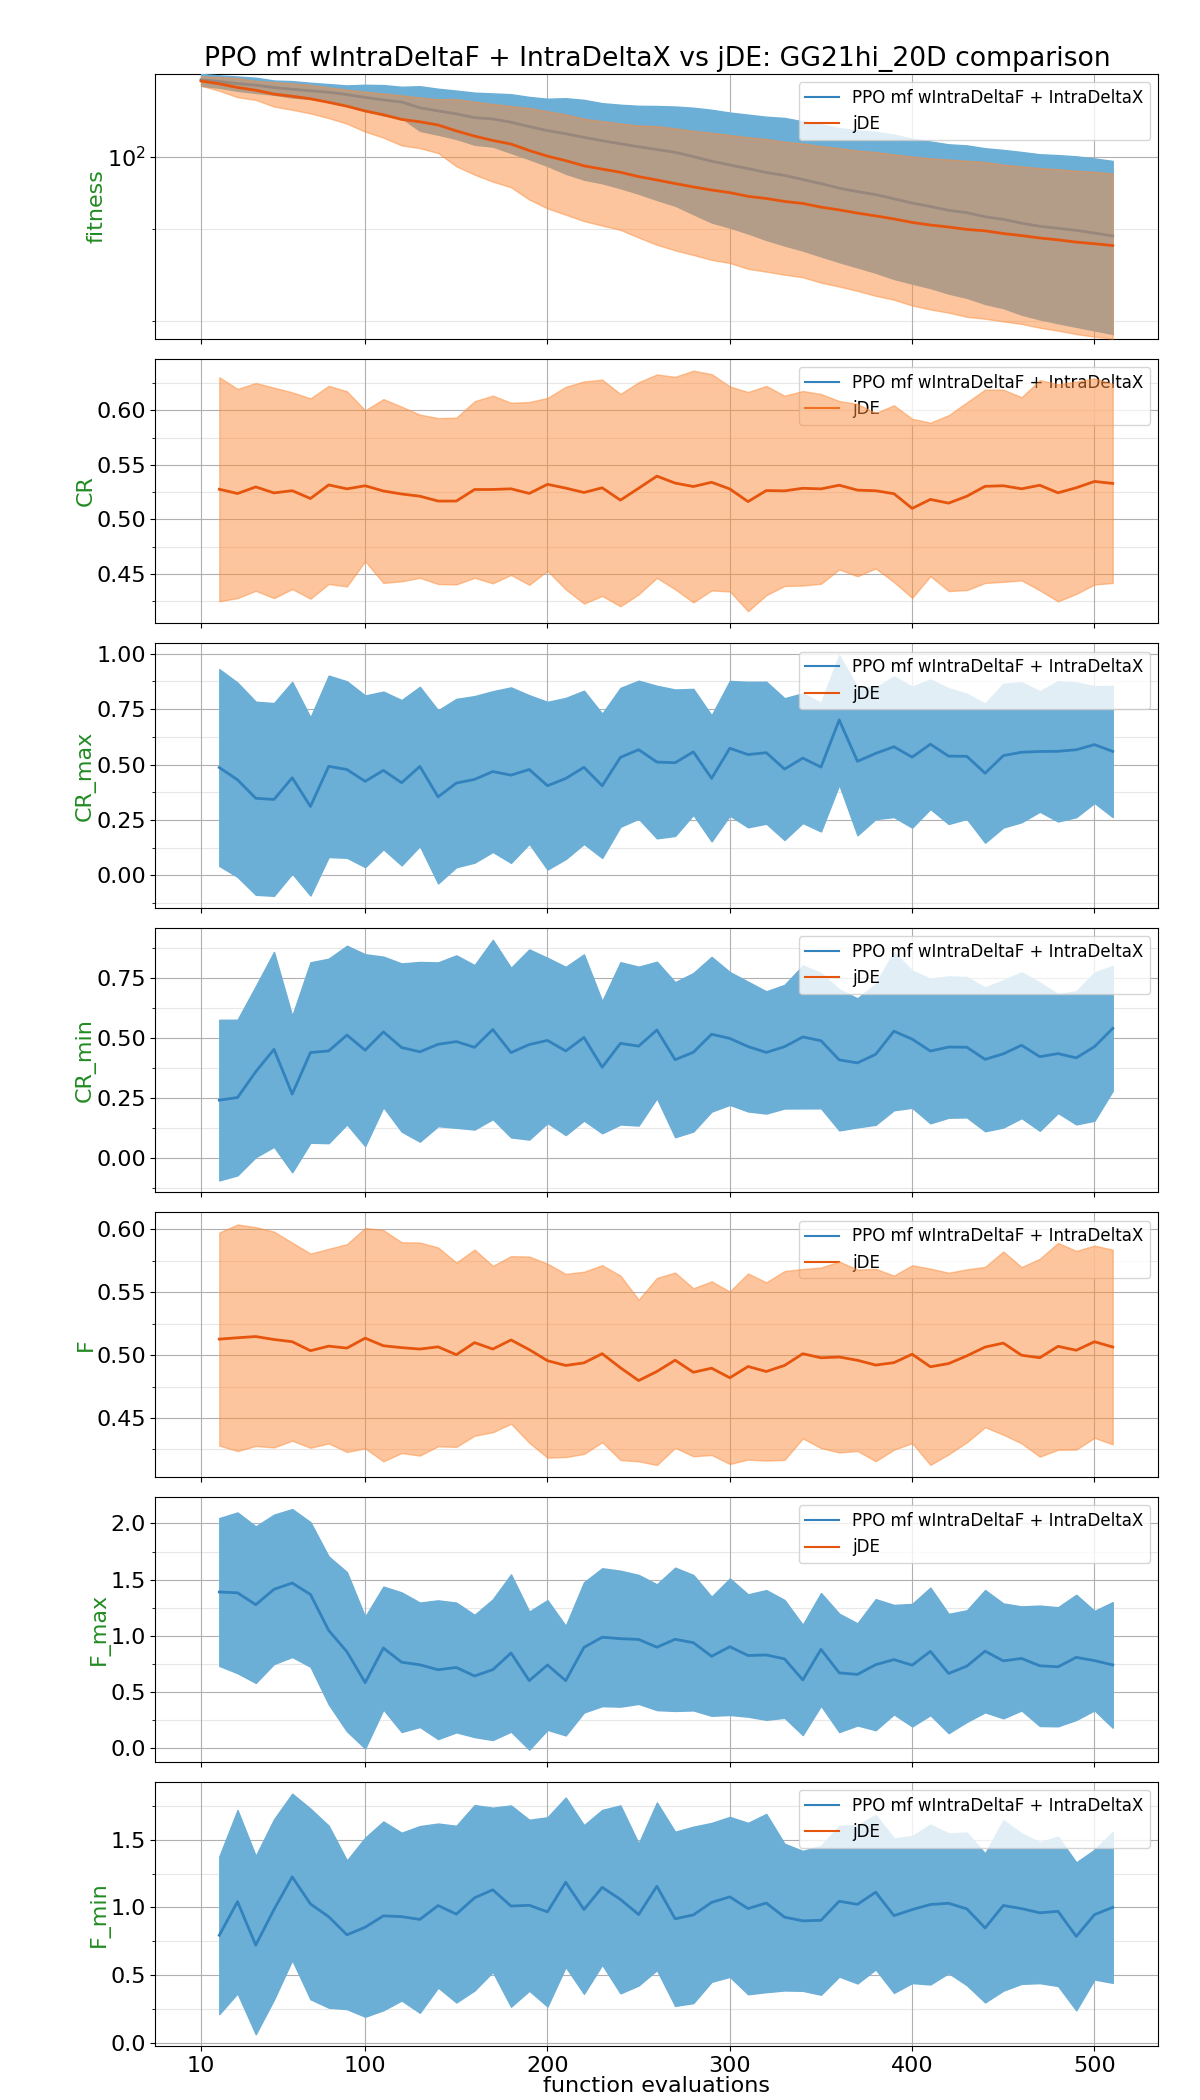 PPO mf wIntraDeltaF + IntraDeltaX vs jDE: GG21hi_20D comparison
PPO mf wIntraDeltaF + IntraDeltaX
jDE
10²
fitness
PPO mf wIntraDeltaF + IntraDeltaX
jDE
0.60
0.55
0.50
0.45
CR
PPO mf wIntraDeltaF + IntraDeltaX
jDE
1.00
0.75
0.50
0.25
0.00
CR_max
PPO mf wIntraDeltaF + IntraDeltaX
jDE
0.75
0.50
0.25
0.00
CR_min
PPO mf wIntraDeltaF + IntraDeltaX
jDE
0.60
0.55
0.50
0.45
F
PPO mf wIntraDeltaF + IntraDeltaX
jDE
2.0
1.5
1.0
0.5
0.0
F_max
PPO mf wIntraDeltaF + IntraDeltaX
jDE
1.5
1.0
0.5
0.0
F_min
10 100 200 300 400 500
function evaluations